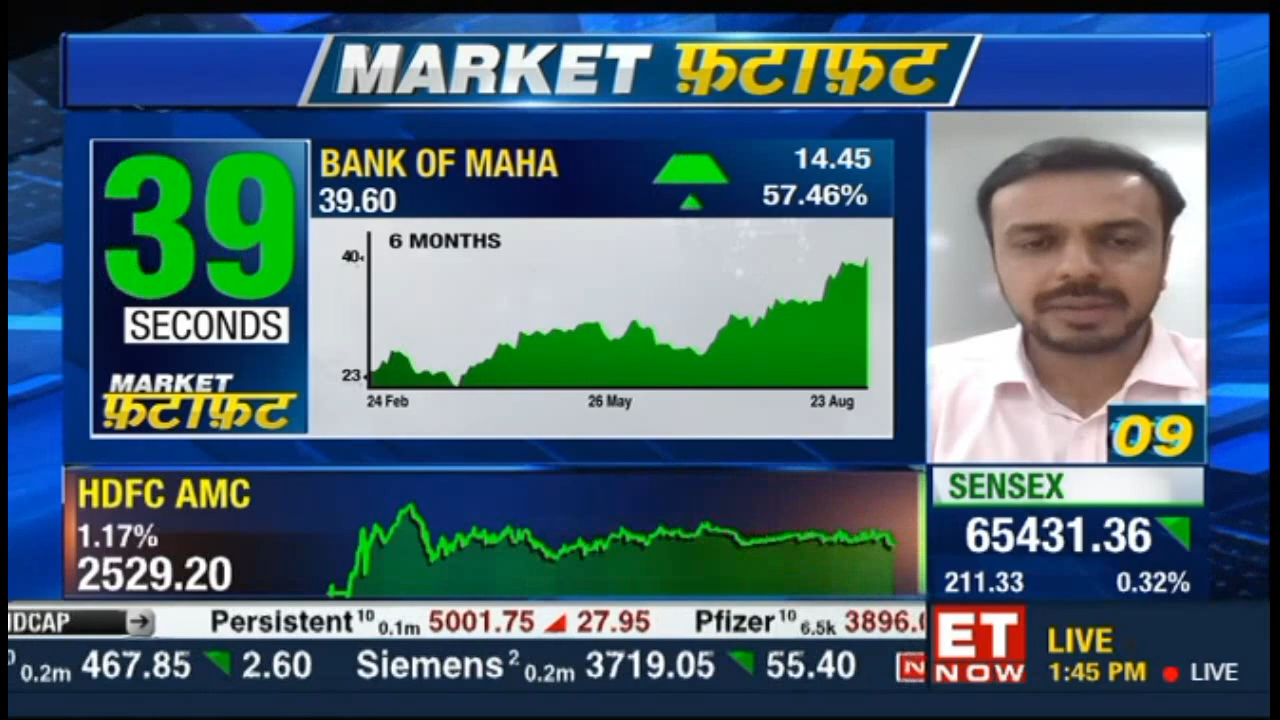 MARKET फ़टाफ़ट
39
SECONDS
MARKET
फ़टाफ़ट
BANK OF MAHA
39.60
14.45
57.46%
6 MONTHS
40
23
24 Feb
26 May
23 Aug
09
HDFC AMC
1.17%
2529.20
SENSEX
65431.36
211.33 0.32%
Persistent 10 0.1m 5001.75 27.95 Pfizer 10 6.5k 3896.
0.2m 467.85 2.60 Siemens 2 0.2m 3719.05 55.40
ET
NOW
LIVE
1:45 PM LIVE